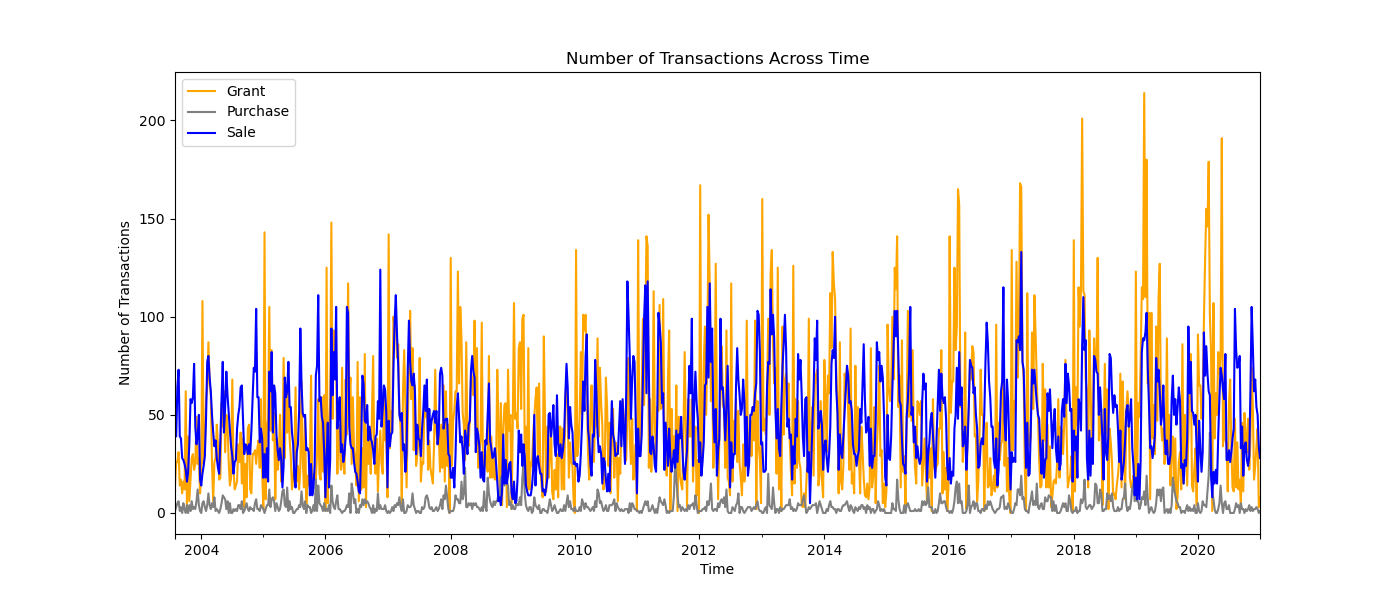 Number of Transactions Across Time
Grant
Purchase
Sale
Number of Transactions
200
150
100
50
0
2004 2006 2008 2010 2012 2014 2016 2018 2020
Time